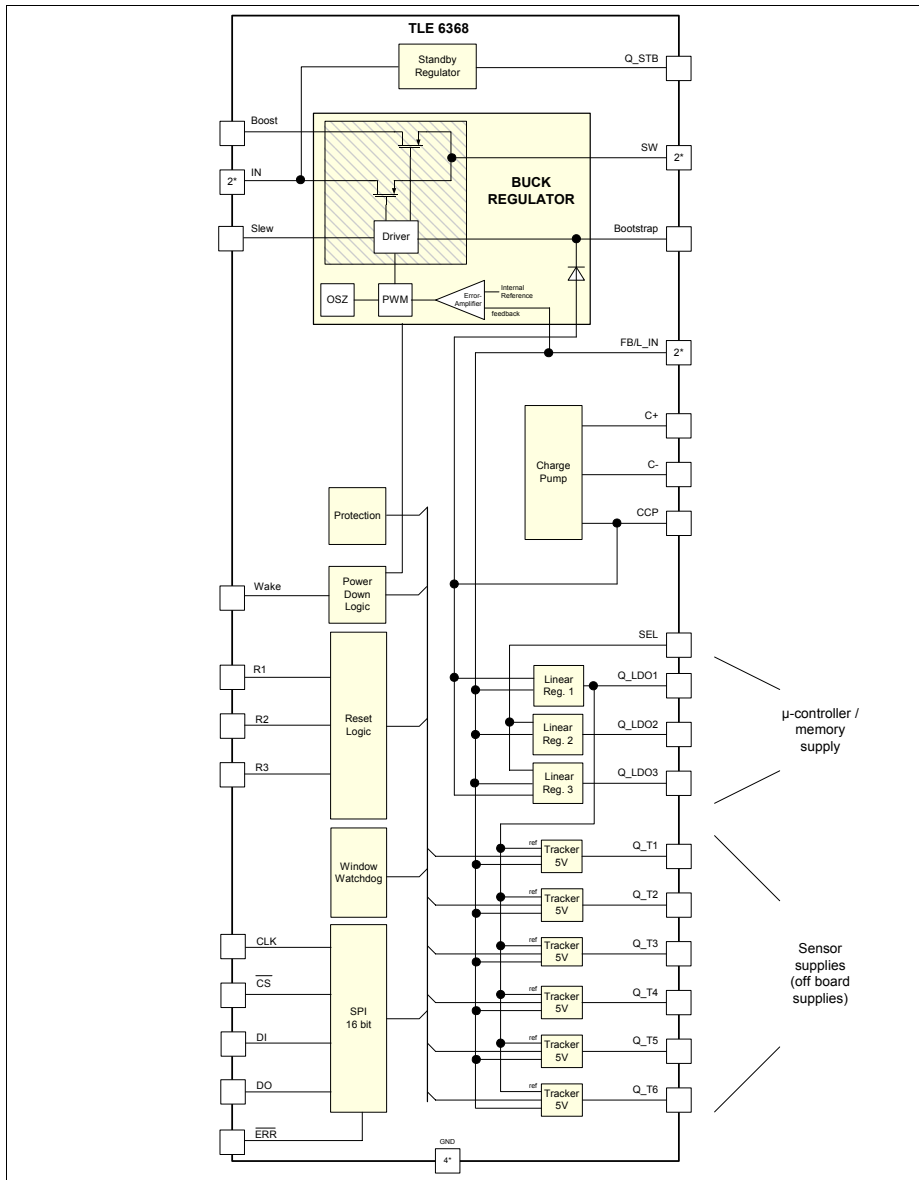 TLE 6368
Standby
Regulator
Q_STB
Boost
SW
2*
IN
2*
BUCK
REGULATOR
Slew
Driver
Bootstrap
OSZ
PWM
Error-
Amplifier
Internal
Reference
feedback
FB/L_IN
2*
C+
Charge
Pump
C-
CCP
Protection
Wake
Power
Down
Logic
SEL
R1
Linear
Reg. 1
Q_LDO1
R2
Reset
Logic
Linear
Reg. 2
Q_LDO2
µ-controller /
memory
supply
R3
Linear
Reg. 3
Q_LDO3
Window
Watchdog
ref
Tracker
5V
Q_T1
ref
Tracker
5V
Q_T2
CLK
ref
Tracker
5V
Q_T3
Sensor
supplies
(off board
supplies)
CS
SPI
16 bit
ref
Tracker
5V
Q_T4
DI
ref
Tracker
5V
Q_T5
DO
ref
Tracker
5V
Q_T6
ERR
GND
4*